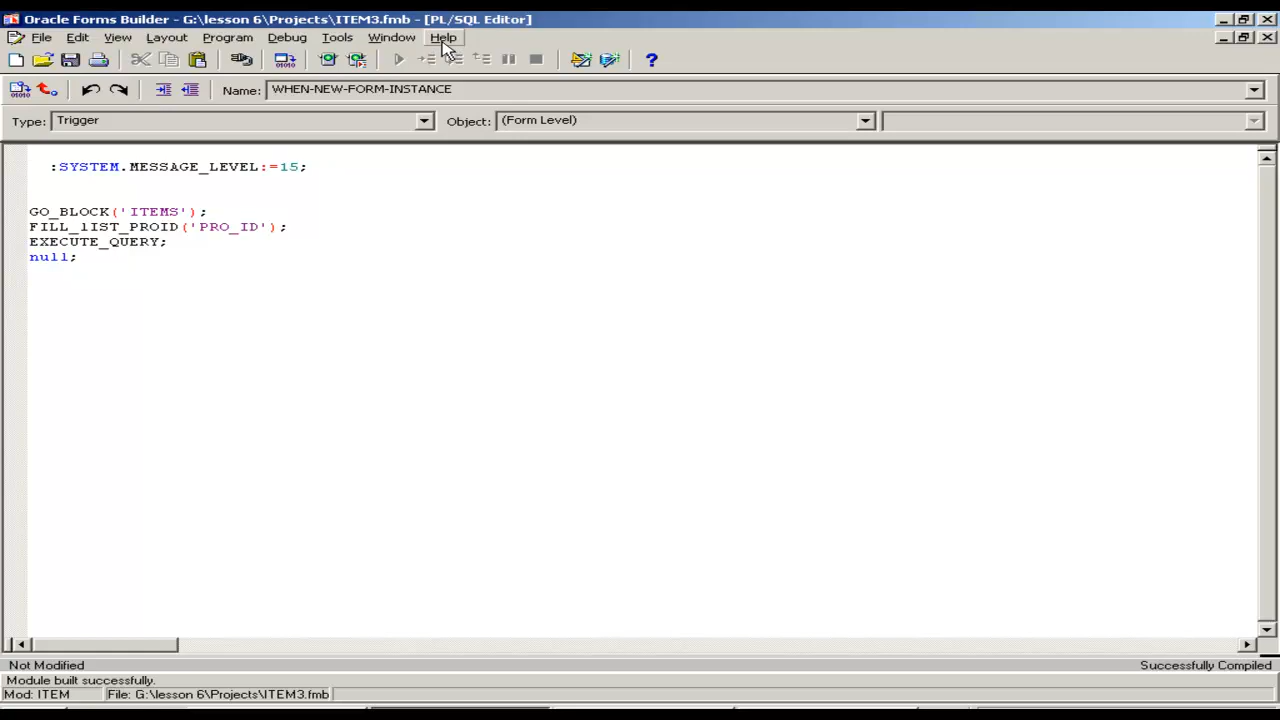 Oracle Forms Builder - G:\lesson 6\Projects\ITEM3.fmb - [PL/SQL Editor]
File Edit View Layout Program Debug Tools Window Help
Name: WHEN-NEW-FORM-INSTANCE
Type: Trigger Object: (Form Level)
:SYSTEM.MESSAGE_LEVEL:=15;
GO_BLOCK('ITEMS');
FILL_lIST_PROID('PRO_ID');
EXECUTE_QUERY;
null;
Not Modified Successfully Compiled
Module built successfully.
Mod: ITEM File: G:\lesson 6\Projects\ITEM3.fmb